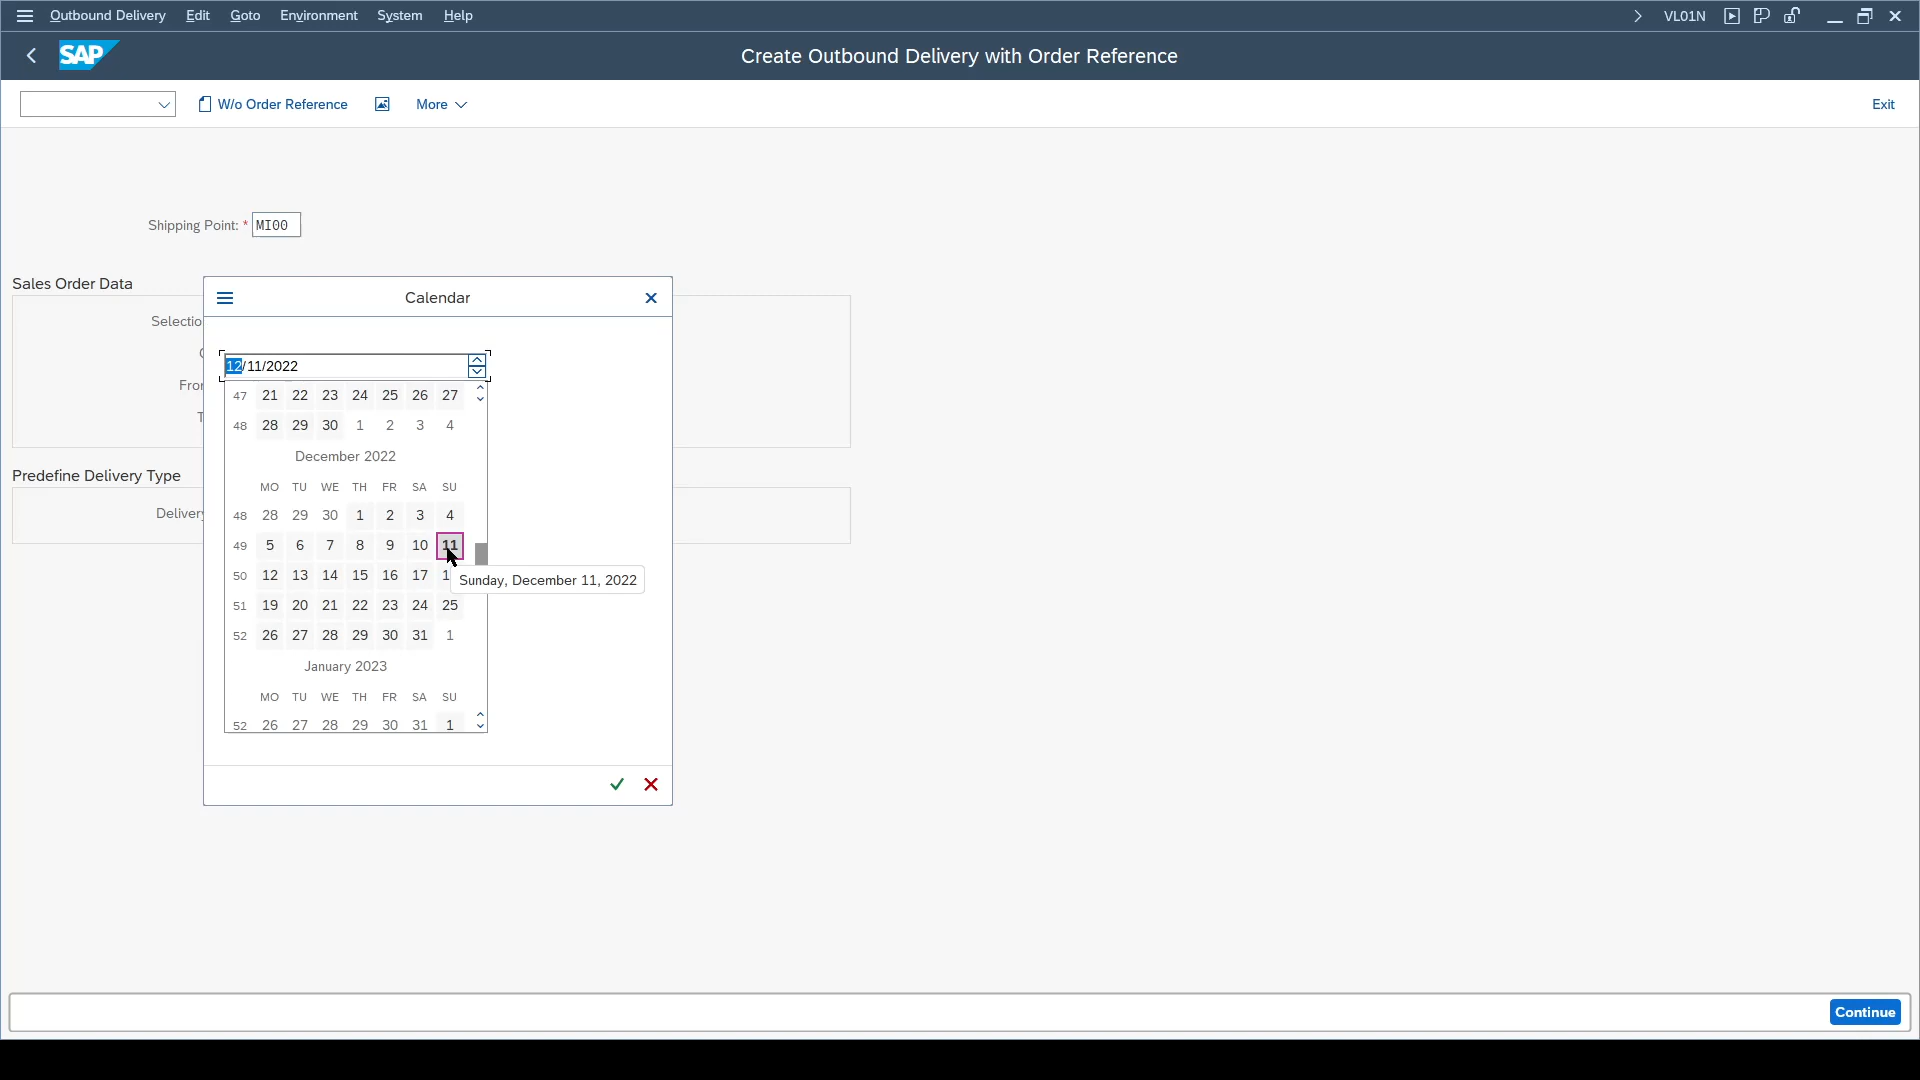 Outbound Delivery Edit Goto Environment System Help VL01N
SAP Create Outbound Delivery with Order Reference
W/o Order Reference More Exit
Shipping Point: * MI00
Sales Order Data
Calendar
Selectio
12/11/2022
Fro
47 21 22 23 24 25 26 27
48 28 29 30 1 2 3 4
December 2022
MO TU WE TH FR SA SU
Predefine Delivery Type
Delivery
48 28 29 30 1 2 3 4
49 5 6 7 8 9 10 11
50 12 13 14 15 16 17 1
Sunday, December 11, 2022
51 19 20 21 22 23 24 25
52 26 27 28 29 30 31 1
January 2023
MO TU WE TH FR SA SU
52 26 27 28 29 30 31 1
Continue